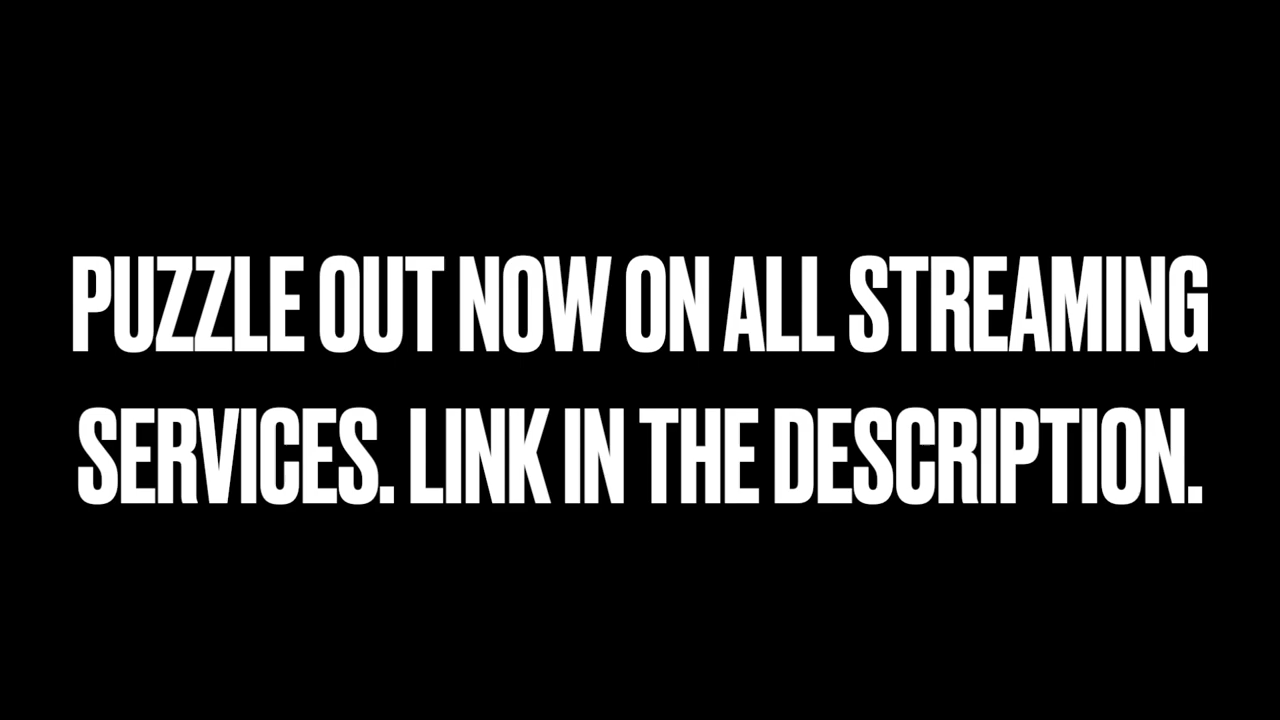 PUZZLE OUT NOW ON ALL STREAMING
SERVICES. LINK IN THE DESCRIPTION.